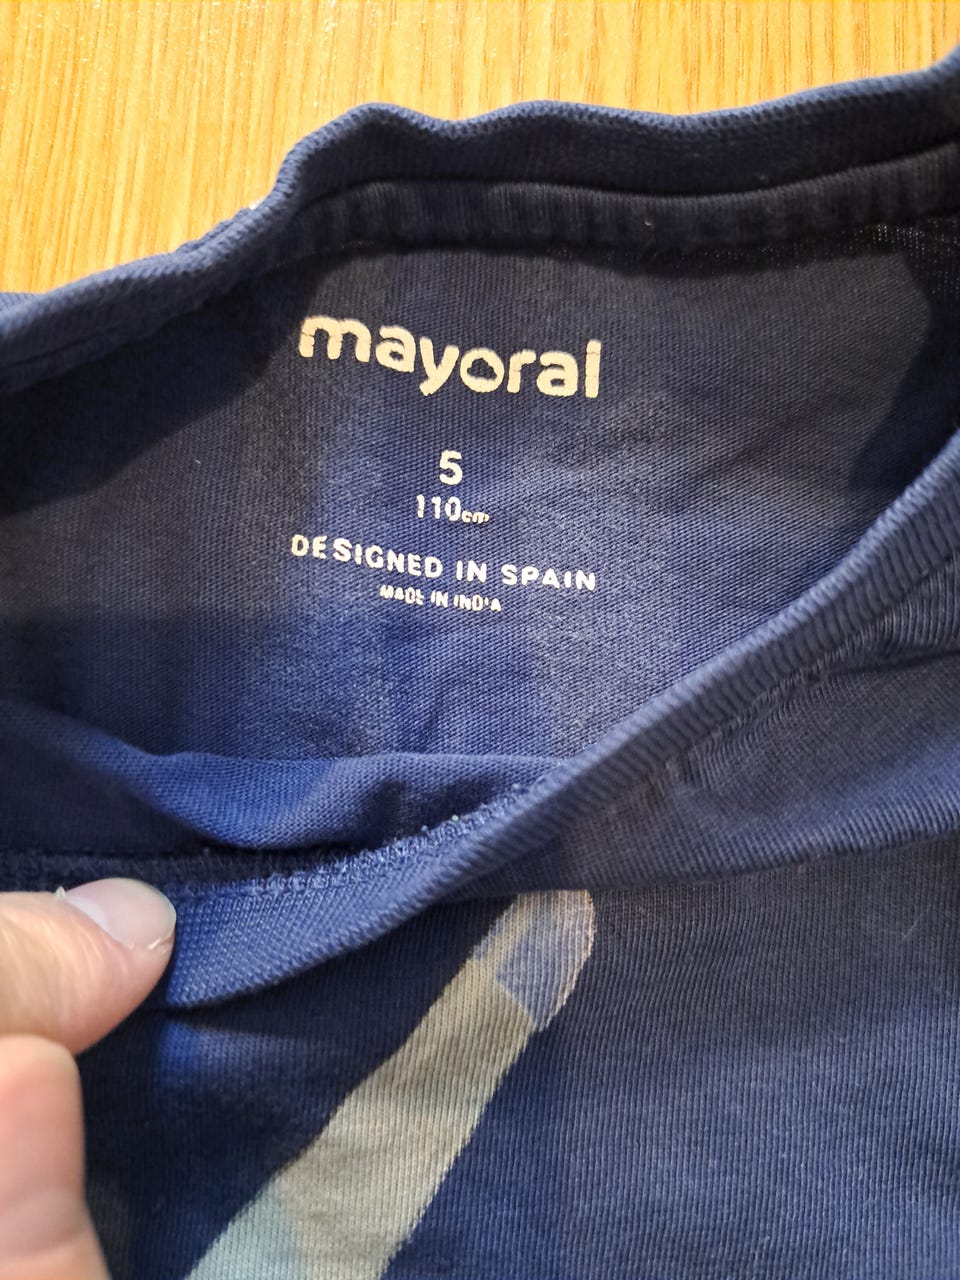 mayoral
5
110cm
DESIGNED IN SPAIN
MADE IN INDIA